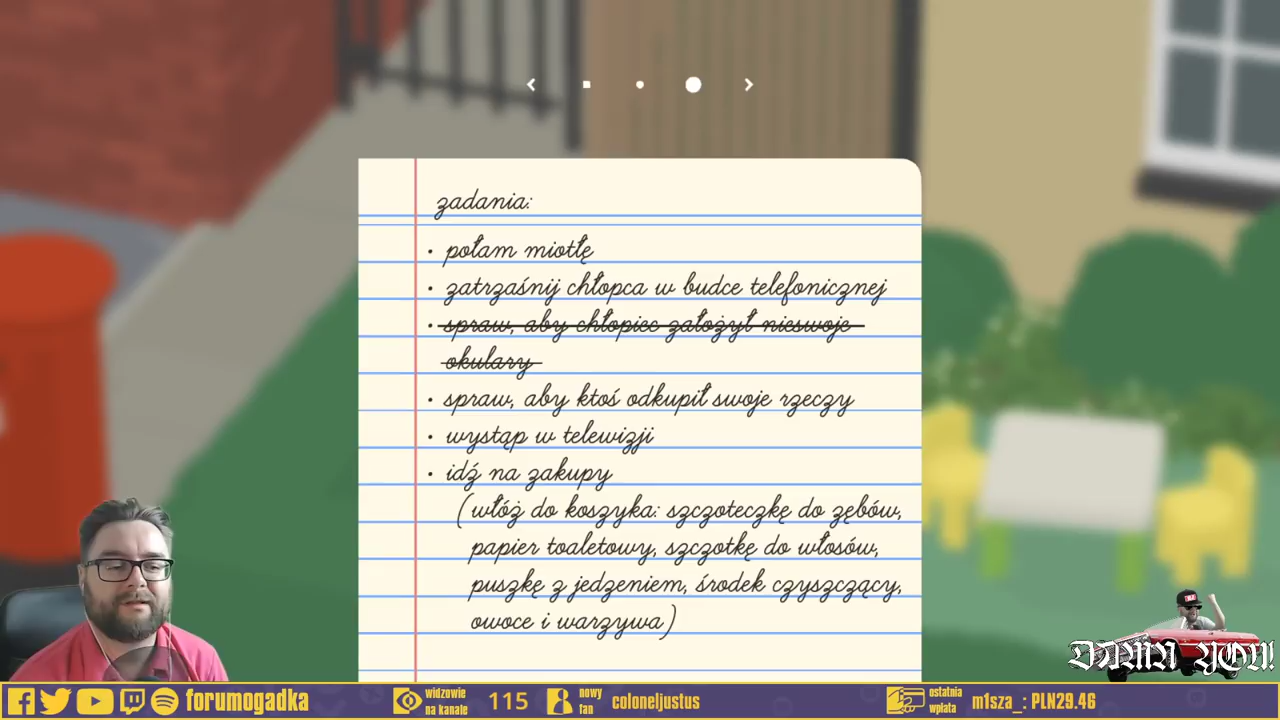 zadania:
• połam miotłę
• zatrzaśnij chłopca w budce telefonicznej
• spraw, aby chłopiec założył nieswoje
okulary
• spraw, aby ktoś odkupił swoje rzeczy
• wystąp w telewizji
• idź na zakupy
(włóż do koszyka: szczoteczkę do zębów,
papier toaletowy, szczotkę do włosów,
puszkę z jedzeniem, środek czyszczący,
owoce i warzywa)
DAMN YOU!
forumogadka
widzowie
na kanale
115
nowy
fan
coloneljustus
ostatnia
wpłata
m1sza_: PLN29.46